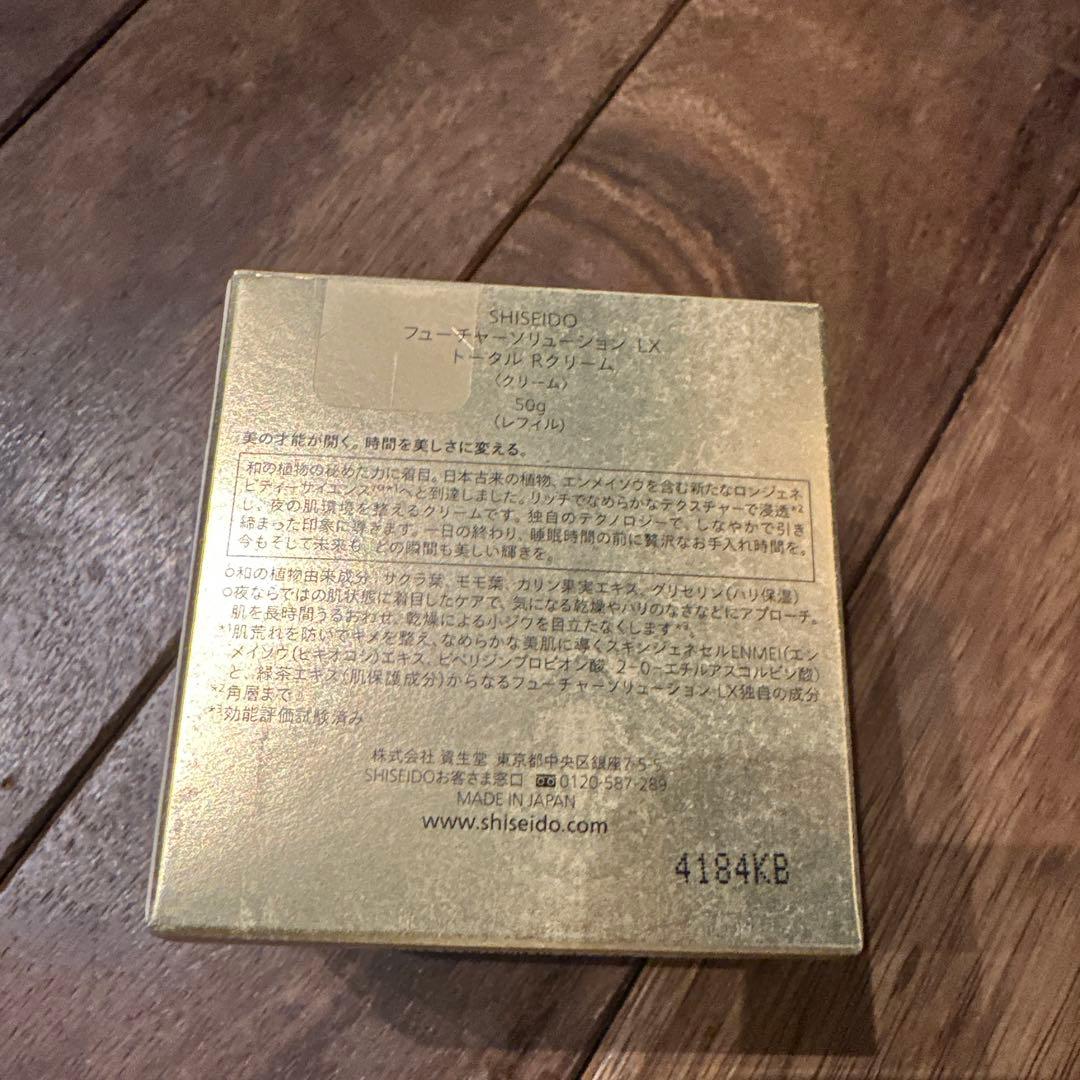 SHISEIDO
フューチャーソリューション LX
トータル Rクリーム
〈クリーム〉
50g
(レフィル)
美の才能が開く。時間を美しさに変える。
和の植物の秘めた力に着目。日本古来の植物、エンメイソウを含む新たなロンジェネ
ビティーサイエンス™*¹へと到達しました。リッチでなめらかなテクスチャーで浸透*²
し、夜の肌環境を整えるクリームです。独自のテクノロジーで、しなやかで引き
締まった印象に導きます。一日の終わり、睡眠時間の前に贅沢なお手入れ時間を。
今もそして未来も、どの瞬間も美しい輝きを。
○和の植物由来成分：サクラ葉、モモ葉、カリン果実エキス、グリセリン(ハリ保湿)
○夜ならではの肌状態に着目したケアで、気になる乾燥やハリのなさなどにアプローチ。
肌を長時間うるおわせ、乾燥による小ジワを目立たなくします*³。
*¹肌荒れを防いでキメを整え、なめらかな美肌に導くスキンジェネセルENMEI(エン
メイソウ(ヒキオコシ)エキス、ピペリジンプロピオン酸、2-O-エチルアスコルビン酸)
と、緑茶エキス(肌保護成分)からなるフューチャーソリューション LX独自の成分
*²角層まで
*³効能評価試験済み
株式会社 資生堂 東京都中央区銀座7-5-5
SHISEIDOお客さま窓口 0120-587-289
MADE IN JAPAN
www.shiseido.com
4184KB